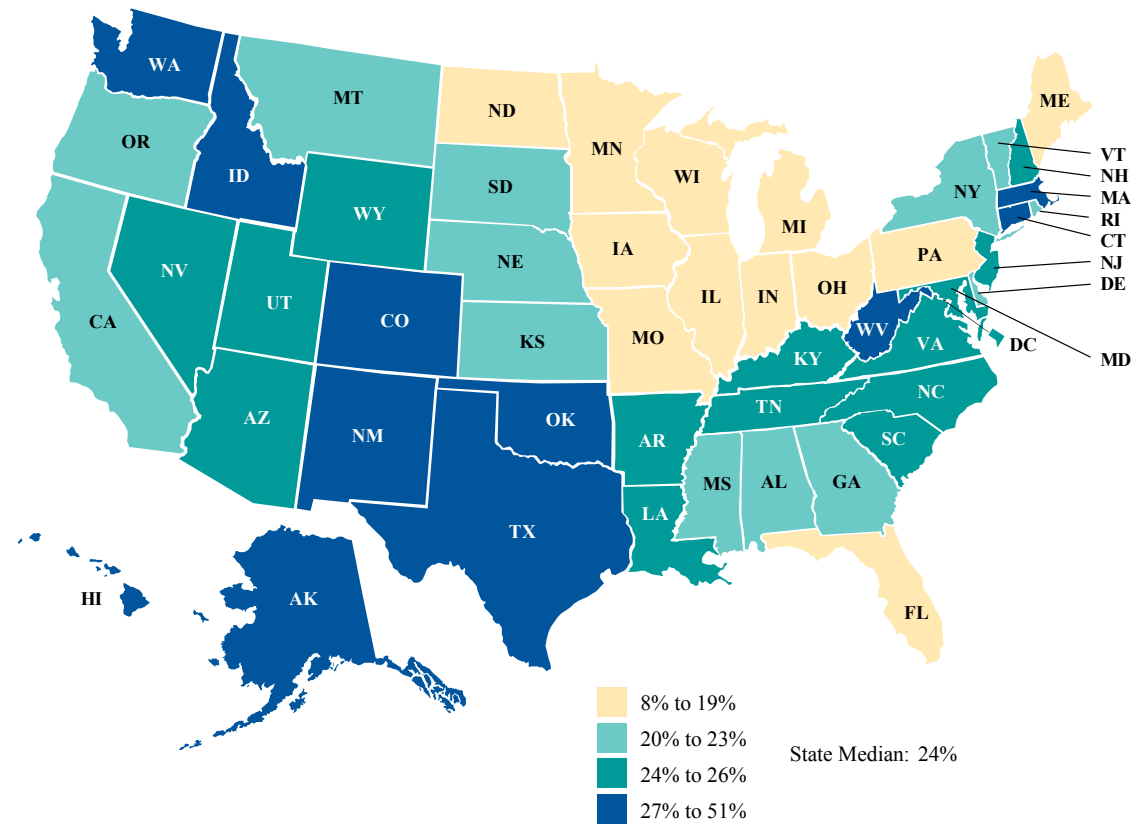 WA
MT
ND
ME
OR
MN
VT
ID
SD
WI
NH
NY
MA
WY
MI
RI
CT
IA
NE
PA
NJ
NV
UT
IL
IN
OH
DE
CA
CO
KS
MO
WV
VA
DC
MD
KY
NC
AZ
NM
OK
AR
TN
SC
MS
AL
GA
LA
TX
HI
AK
FL
8% to 19%
20% to 23%
State Median: 24%
24% to 26%
27% to 51%